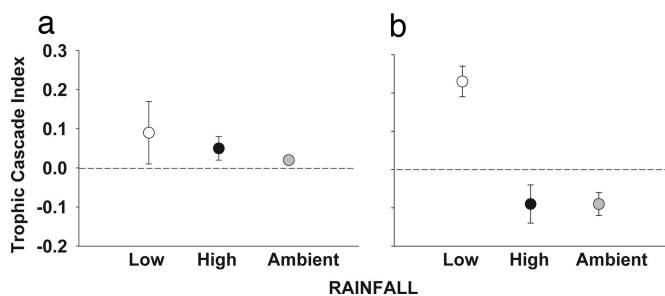 a
b
Trophic Cascade Index
0.3
0.2
0.1
0.0
-0.1
-0.2
Low High Ambient
Low High Ambient
RAINFALL